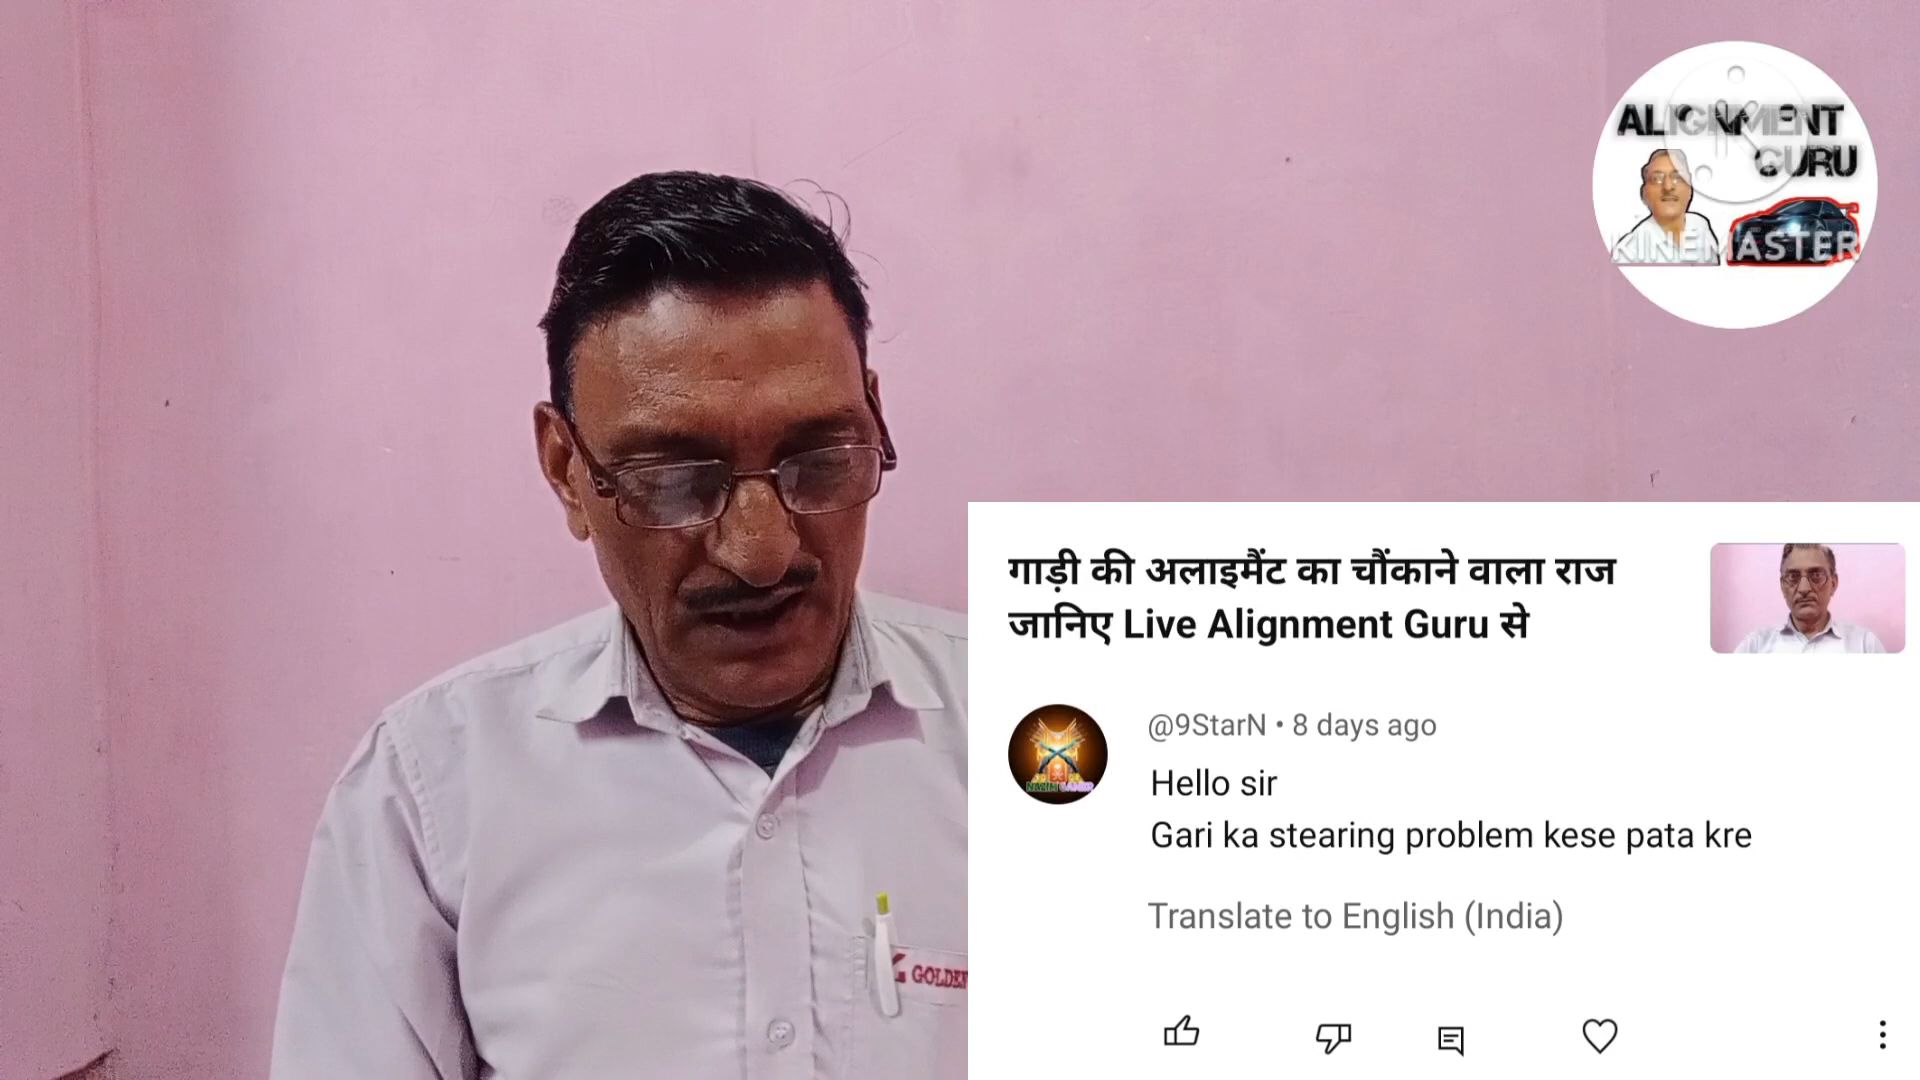 ALIGNMENT
GURU
KINEMASTER
गाड़ी की अलाइमैंट का चौंकाने वाला राज
जानिए Live Alignment Guru से
@9StarN • 8 days ago
Hello sir
Gari ka stearing problem kese pata kre
Translate to English (India)
GOLDEN